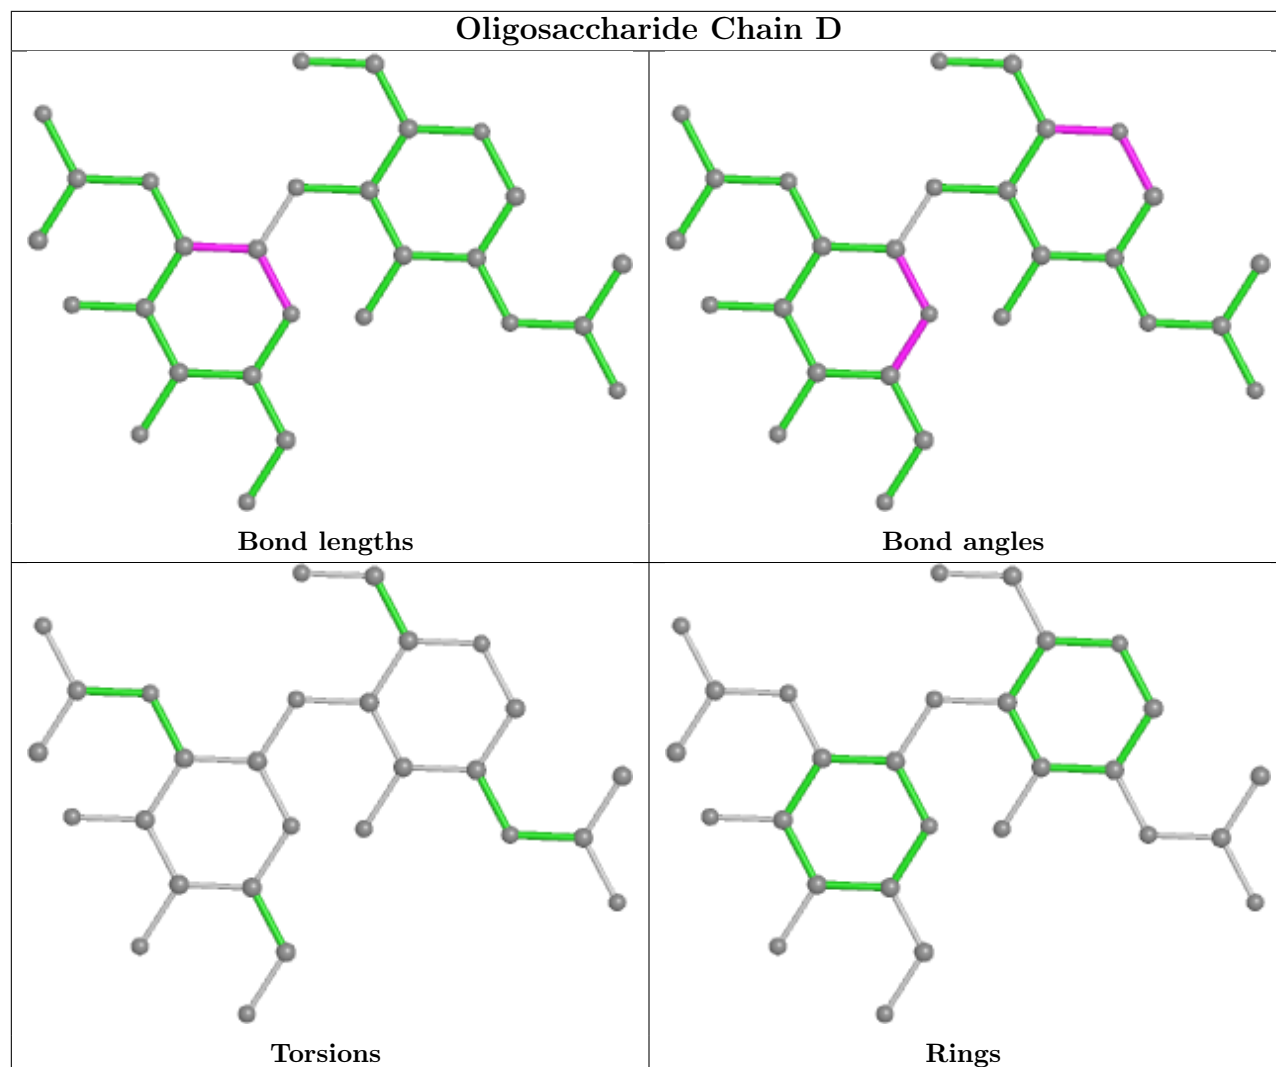 Oligosaccharide Chain D
Bond lengths
Bond angles
Torsions
Rings